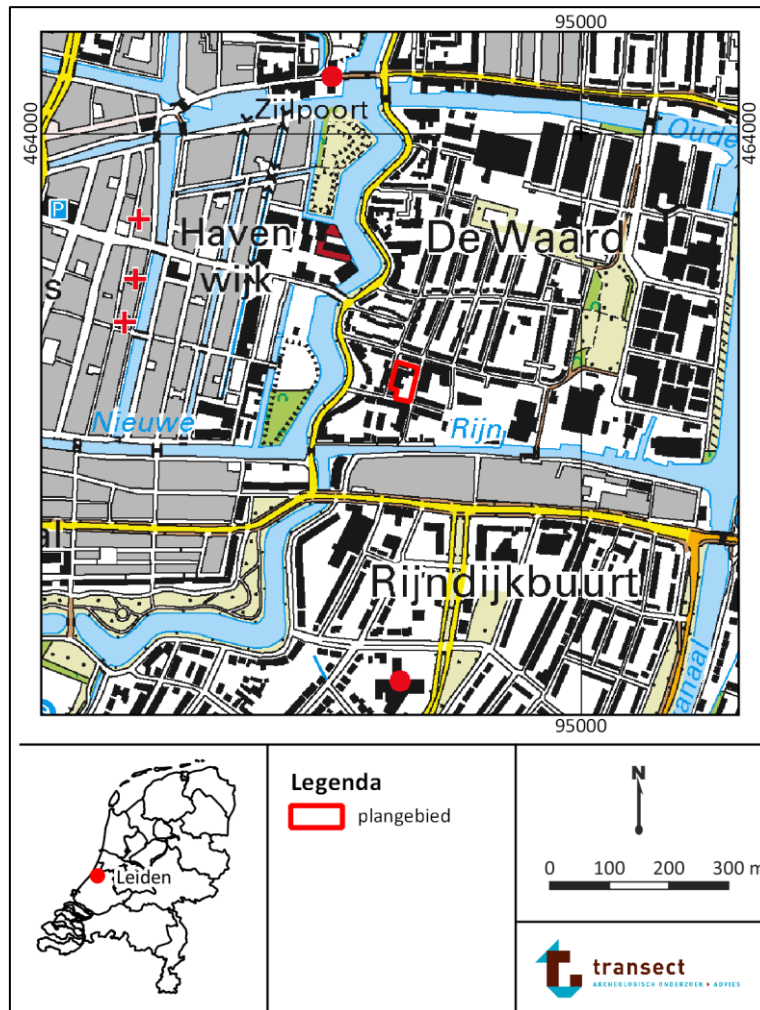 95000
464000
464000
Zijlpoort
Oude
P
Haven
wijk
De Waard
s
Nieuwe
Rijn
al
Rijndijkbuurt
anaal
95000
Leiden
Legenda
plangebied
N
0 100 200 300 m
transect
ARCHEOLOGISCH ONDERZOEK & ADVIES